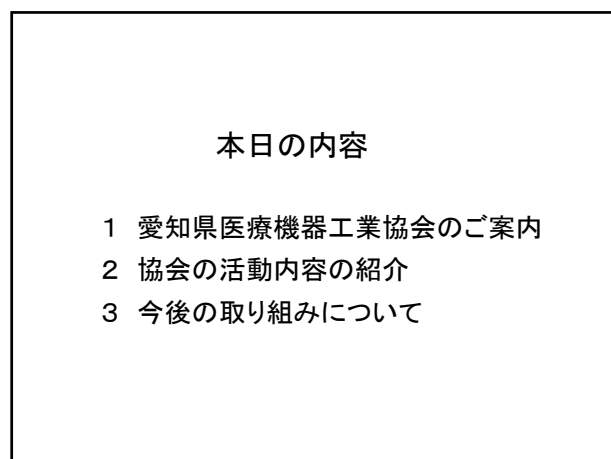 本日の内容
１ 愛知県医療機器工業協会のご案内
２ 協会の活動内容の紹介
３ 今後の取り組みについて